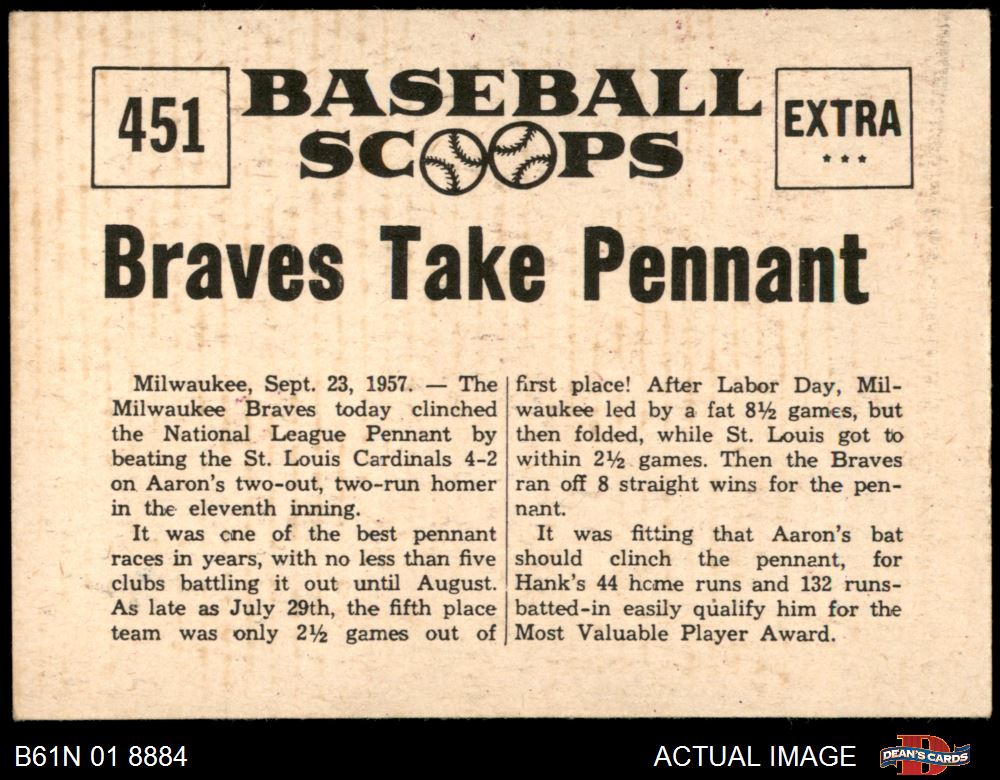 451
BASEBALL
SCOOPS
EXTRA
Braves Take Pennant
Milwaukee, Sept. 23, 1957. — The
Milwaukee Braves today clinched
the National League Pennant by
beating the St. Louis Cardinals 4-2
on Aaron's two-out, two-run homer
in the eleventh inning.
It was one of the best pennant
races in years, with no less than five
clubs battling it out until August.
As late as July 29th, the fifth place
team was only 2½ games out of
first place! After Labor Day, Mil-
waukee led by a fat 8½ games, but
then folded, while St. Louis got to
within 2½ games. Then the Braves
ran off 8 straight wins for the pen-
nant.
It was fitting that Aaron's bat
should clinch the pennant, for
Hank's 44 home runs and 132 runs-
batted-in easily qualify him for the
Most Valuable Player Award.
B61N 01 8884
ACTUAL IMAGE
DEAN'S CARDS